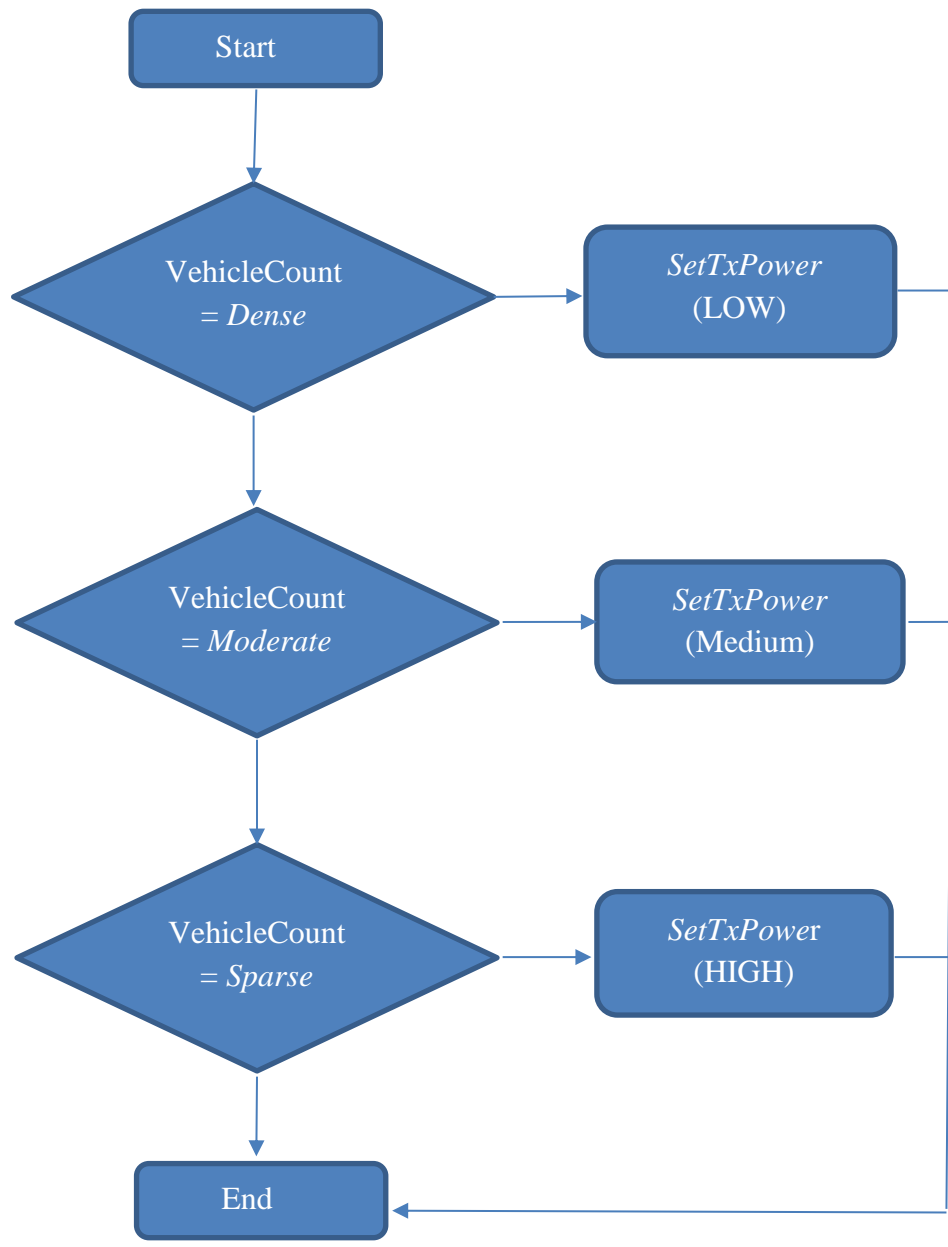 Start
VehicleCount
= Dense
SetTxPower
(LOW)
VehicleCount
= Moderate
SetTxPower
(Medium)
VehicleCount
= Sparse
SetTxPower
(HIGH)
End